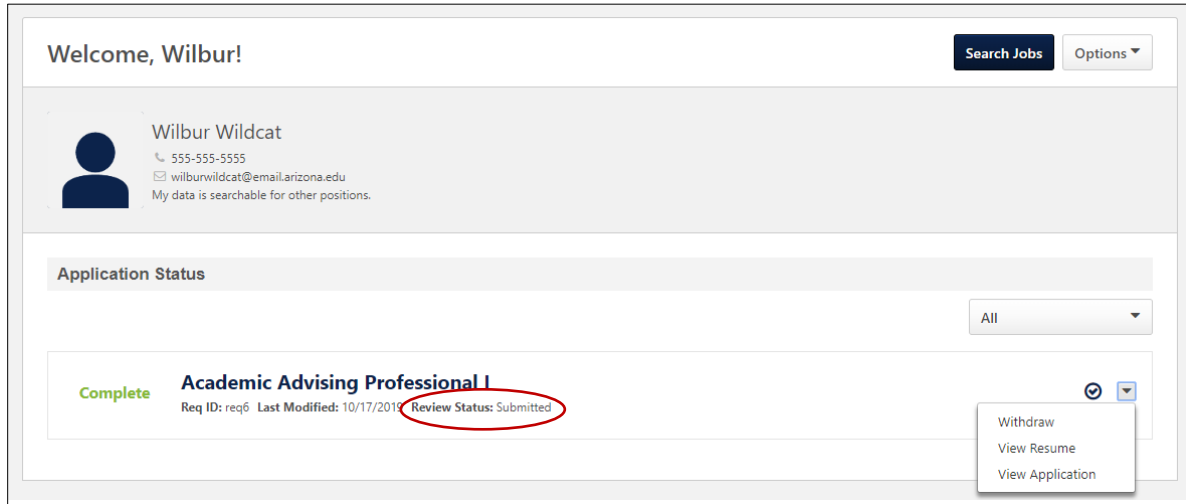 Welcome, Wilbur!
Search Jobs
Options
Wilbur Wildcat
555-555-5555
wilburwildcat@email.arizona.edu
My data is searchable for other positions.
Application Status
All
Complete
Academic Advising Professional I
Req ID: req6 Last Modified: 10/17/2019 Review Status: Submitted
Withdraw
View Resume
View Application